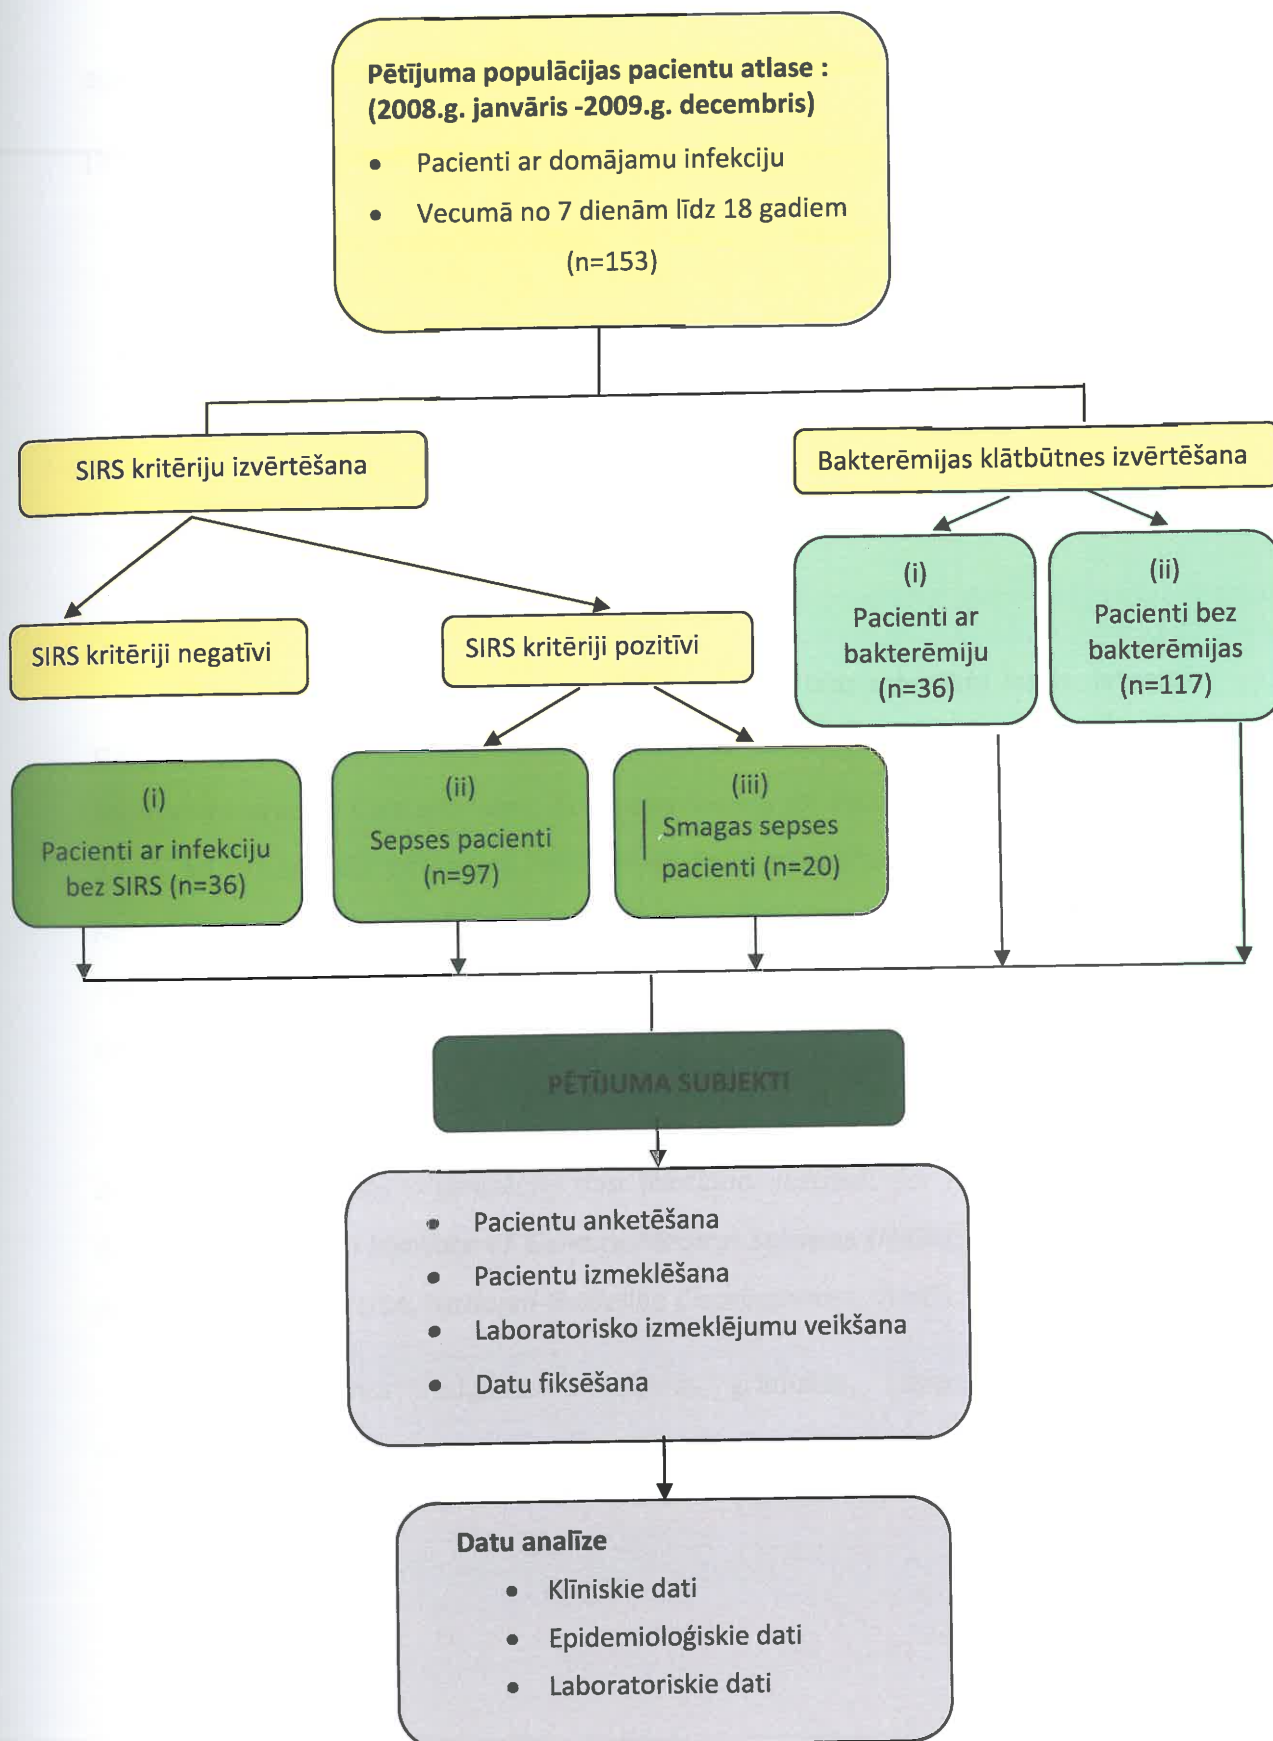 Pētījuma populācijas pacientu atlase :
(2008.g. janvāris -2009.g. decembris)
• Pacienti ar domājamu infekciju
• Vecumā no 7 dienām līdz 18 gadiem
(n=153)
SIRS kritēriju izvērtēšana
Bakterēmijas klātbūtnes izvērtēšana
SIRS kritēriji negatīvi
SIRS kritēriji pozitīvi
(i)
Pacienti ar
bakterēmiju
(n=36)
(ii)
Pacienti bez
bakterēmijas
(n=117)
(i)
Pacienti ar infekciju
bez SIRS (n=36)
(ii)
Sepses pacienti
(n=97)
(iii)
Smagas sepses
pacienti (n=20)
PĒTĪJUMA SUBJEKTI
• Pacientu anketēšana
• Pacientu izmeklēšana
• Laboratorisko izmeklējumu veikšana
• Datu fiksēšana
Datu analīze
• Klīniskie dati
• Epidemioloģiskie dati
• Laboratoriskie dati